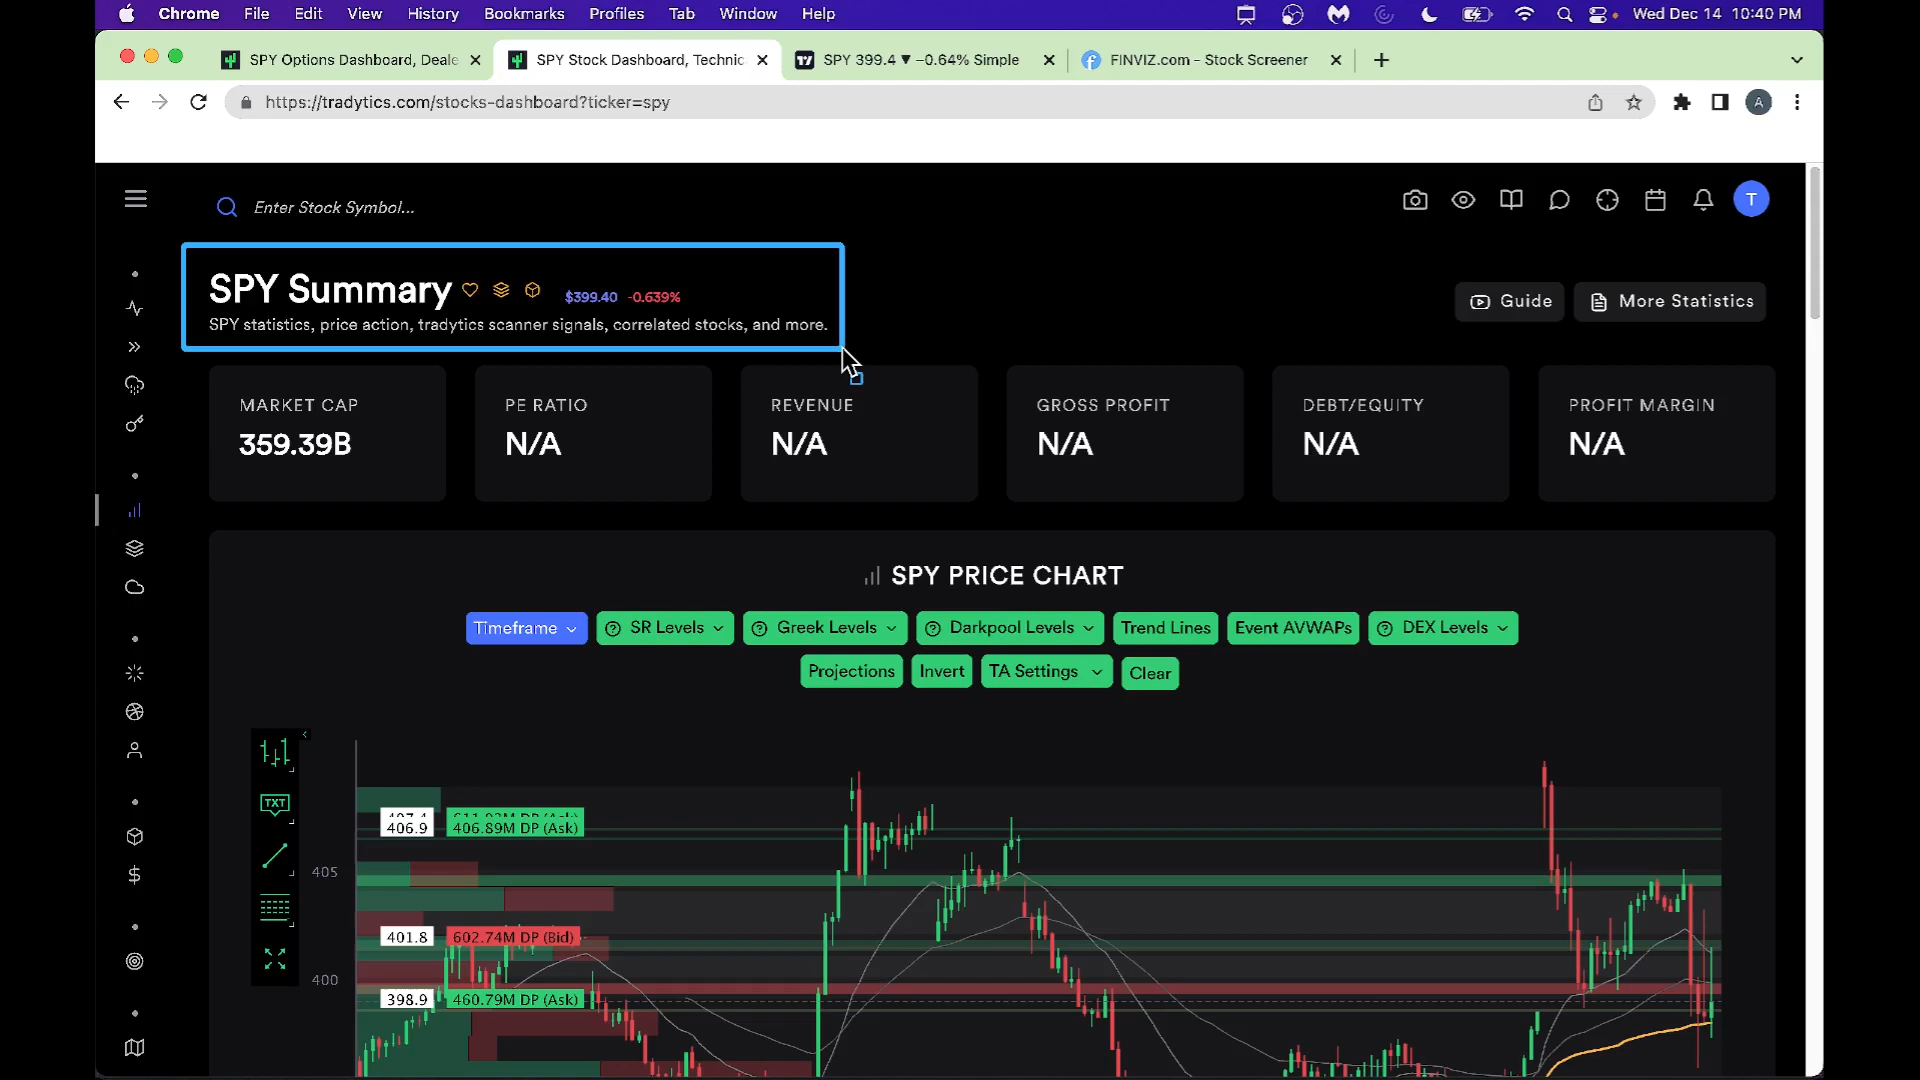 Chrome File Edit View History Bookmarks Profiles Tab Window Help Wed Dec 14 10:40 PM
SPY Options Dashboard, Deale
SPY Stock Dashboard, Technic
SPY 399.4 ▼ −0.64% Simple
FINVIZ.com - Stock Screener
https://tradytics.com/stocks-dashboard?ticker=spy
A
Enter Stock Symbol...
T
SPY Summary
$399.40 -0.639%
SPY statistics, price action, tradytics scanner signals, correlated stocks, and more.
Guide
More Statistics
MARKET CAP
359.39B
PE RATIO
N/A
REVENUE
N/A
GROSS PROFIT
N/A
DEBT/EQUITY
N/A
PROFIT MARGIN
N/A
SPY PRICE CHART
Timeframe SR Levels Greek Levels Darkpool Levels Trend Lines Event AVWAPs DEX Levels
Projections Invert TA Settings Clear
TXT
406.9 406.89M DP (Ask)
405
401.8 602.74M DP (Bid)
400
398.9 460.79M DP (Ask)